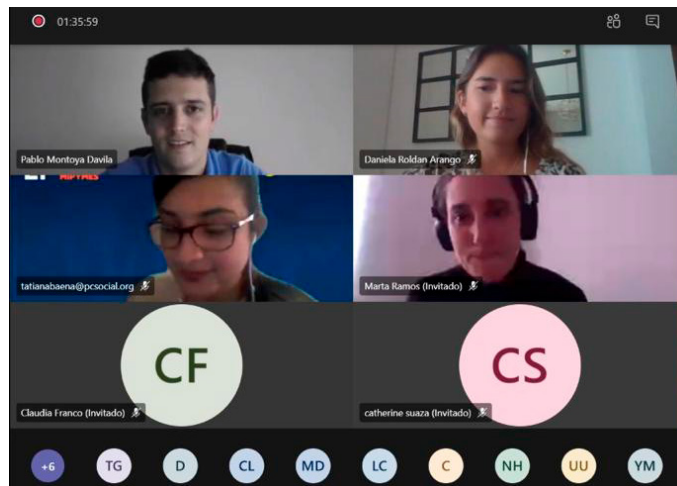 01:35:59
Pablo Montoya Davila
Daniela Roldan Arango
tatianabaena@pcsocial.org
Marta Ramos (Invitado)
CF
CS
Claudia Franco (Invitado)
catherine suaza (Invitado)
+6 TG D CL MD LC C NH UU YM